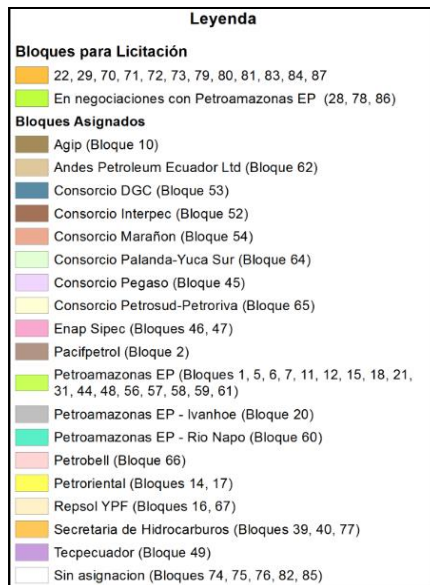 Leyenda
Bloques para Licitación
22, 29, 70, 71, 72, 73, 79, 80, 81, 83, 84, 87
En negociaciones con Petroamazonas EP (28, 78, 86)
Bloques Asignados
Agip (Bloque 10)
Andes Petroleum Ecuador Ltd (Bloque 62)
Consorcio DGC (Bloque 53)
Consorcio Interpec (Bloque 52)
Consorcio Marañon (Bloque 54)
Consorcio Palanda-Yuca Sur (Bloque 64)
Consorcio Pegaso (Bloque 45)
Consorcio Petrosud-Petroriva (Bloque 65)
Enap Sipec (Bloques 46, 47)
Pacifpetrol (Bloque 2)
Petroamazonas EP (Bloques 1, 5, 6, 7, 11, 12, 15, 18, 21,
31, 44, 48, 56, 57, 58, 59, 61)
Petroamazonas EP - Ivanhoe (Bloque 20)
Petroamazonas EP - Rio Napo (Bloque 60)
Petrobell (Bloque 66)
Petroriental (Bloques 14, 17)
Repsol YPF (Bloques 16, 67)
Secretaria de Hidrocarburos (Bloques 39, 40, 77)
Tecpecuador (Bloque 49)
Sin asignacion (Bloques 74, 75, 76, 82, 85)